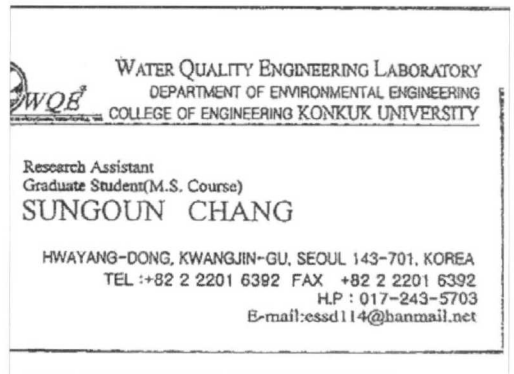 WQE
WATER QUALITY ENGINEERING LABORATORY
DEPARTMENT OF ENVIRONMENTAL ENGINEERING
COLLEGE OF ENGINEERING KONKUK UNIVERSITY
Research Assistant
Graduate Student(M.S. Course)
SUNGOUN CHANG
HWAYANG-DONG, KWANGJIN-GU, SEOUL 143-701, KOREA
TEL :+82 2 2201 6392 FAX +82 2 2201 6392
H.P : 017-243-5703
E-mail:essd114@hanmail.net